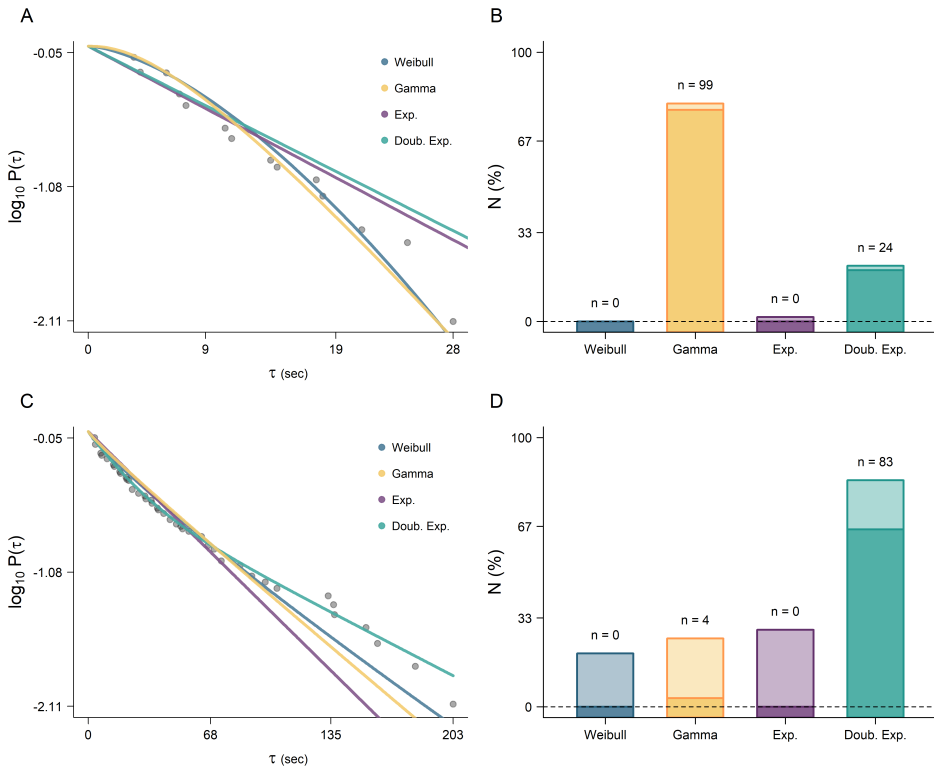 A
-0.05
-1.08
-2.11
log10 P(τ)
0
9
19
28
τ (sec)
Weibull
Gamma
Exp.
Doub. Exp.
B
100
67
33
0
N (%)
n = 0
n = 99
n = 0
n = 24
Weibull
Gamma
Exp.
Doub. Exp.
C
-0.05
-1.08
-2.11
log10 P(τ)
0
68
135
203
τ (sec)
Weibull
Gamma
Exp.
Doub. Exp.
D
100
67
33
0
N (%)
n = 0
n = 4
n = 0
n = 83
Weibull
Gamma
Exp.
Doub. Exp.